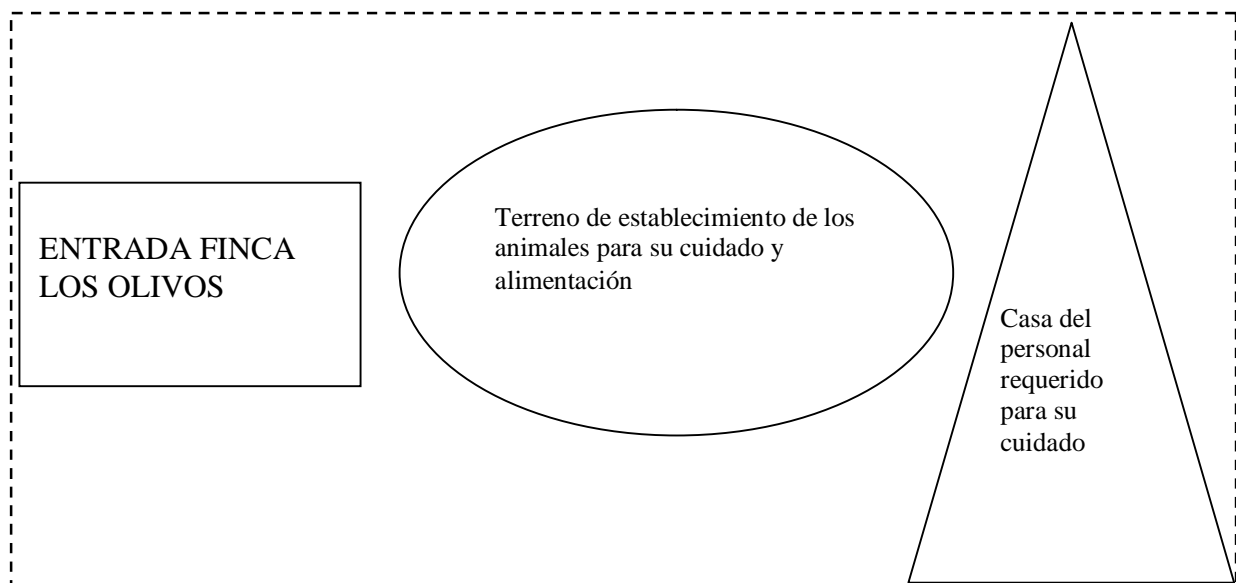 ENTRADA FINCA
LOS OLIVOS
Terreno de establecimiento de los
animales para su cuidado y
alimentación
Casa del
personal
requerido
para su
cuidado